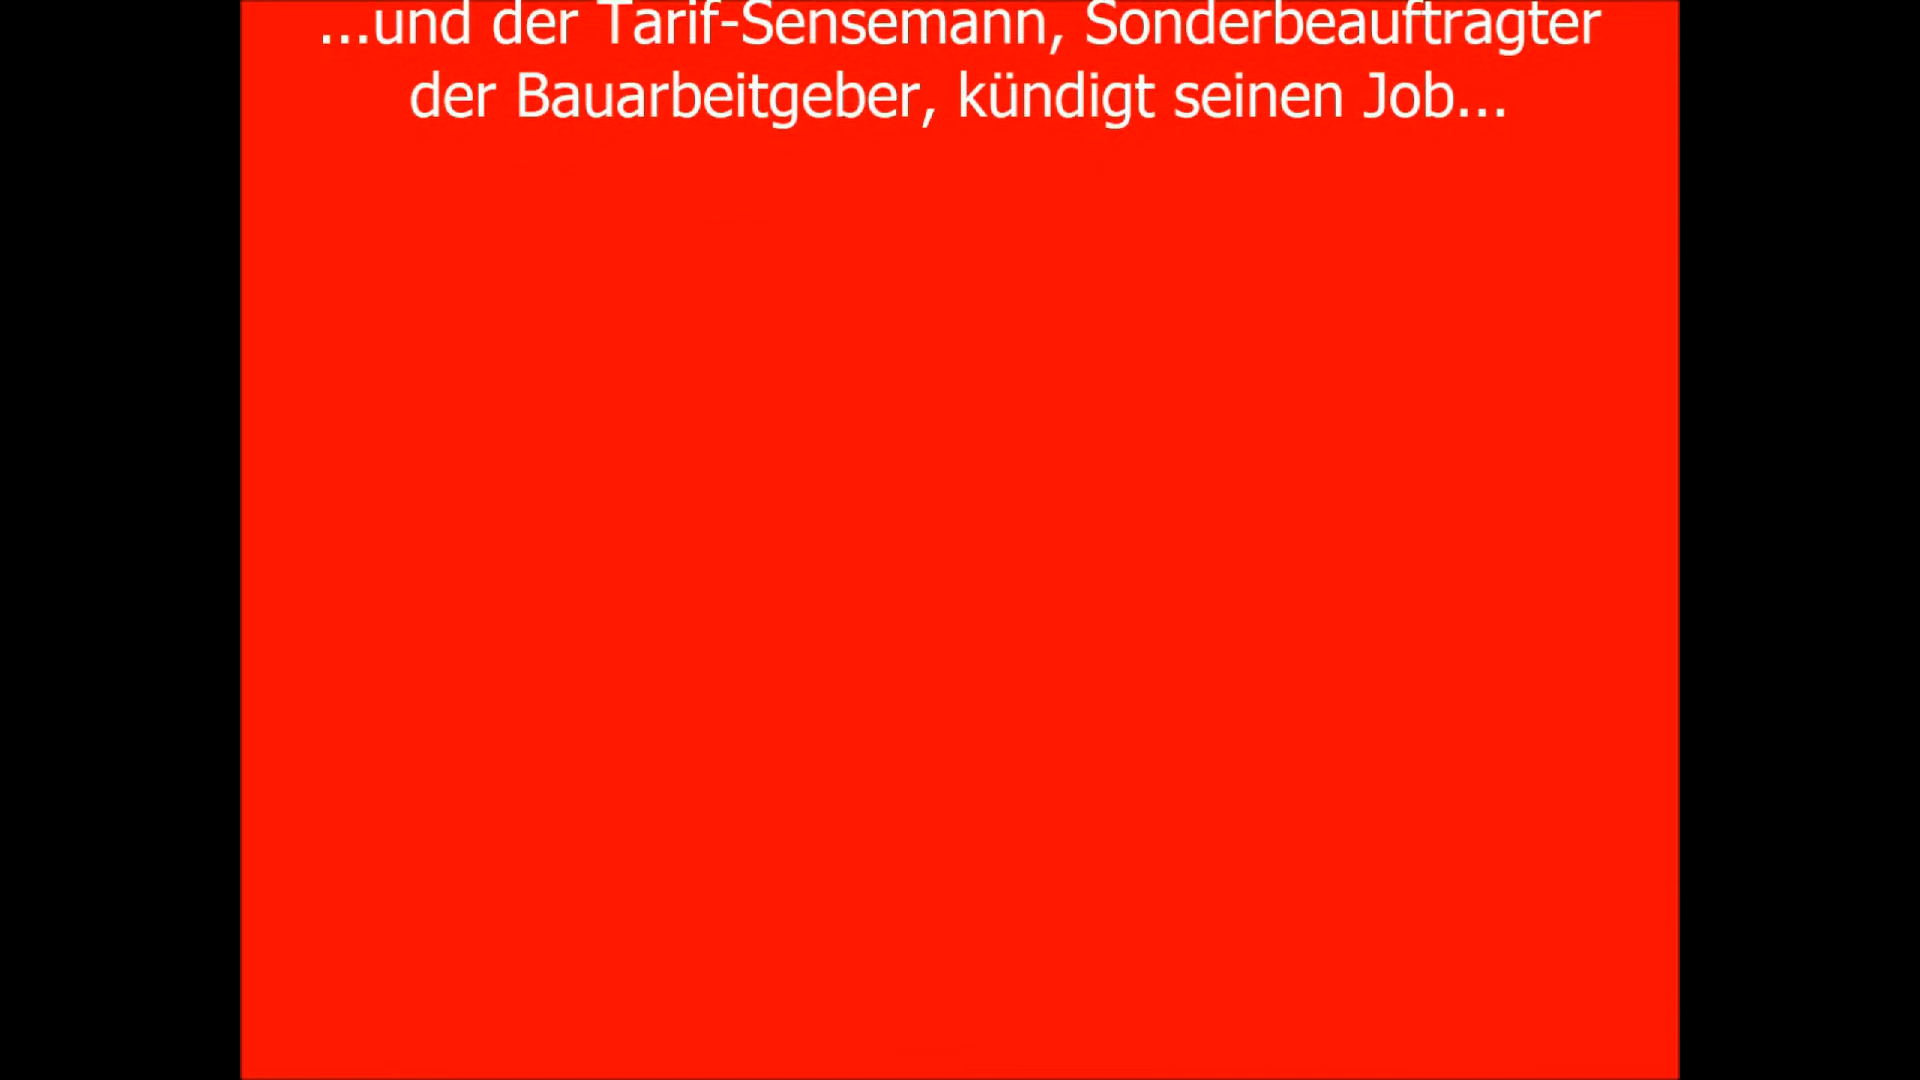 ...und der Tarif-Sensemann, Sonderbeauftragter
der Bauarbeitgeber, kündigt seinen Job...